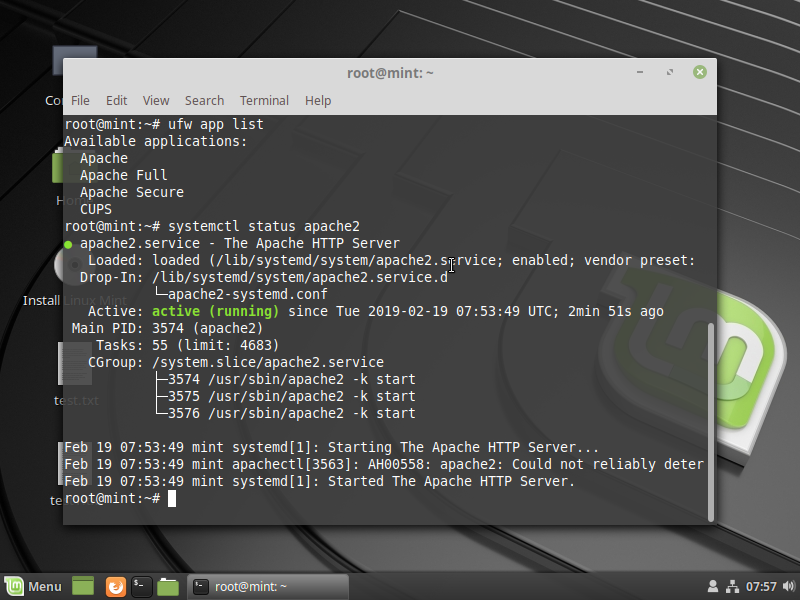 root@mint: ~
File Edit View Search Terminal Help
root@mint:~# ufw app list
Available applications:
  Apache
  Apache Full
  Apache Secure
  CUPS
root@mint:~# systemctl status apache2
● apache2.service - The Apache HTTP Server
   Loaded: loaded (/lib/systemd/system/apache2.service; enabled; vendor preset:
  Drop-In: /lib/systemd/system/apache2.service.d
           └─apache2-systemd.conf
   Active: active (running) since Tue 2019-02-19 07:53:49 UTC; 2min 51s ago
 Main PID: 3574 (apache2)
    Tasks: 55 (limit: 4683)
   CGroup: /system.slice/apache2.service
           ├─3574 /usr/sbin/apache2 -k start
           ├─3575 /usr/sbin/apache2 -k start
           └─3576 /usr/sbin/apache2 -k start
Feb 19 07:53:49 mint systemd[1]: Starting The Apache HTTP Server...
Feb 19 07:53:49 mint apachectl[3563]: AH00558: apache2: Could not reliably deter
Feb 19 07:53:49 mint systemd[1]: Started The Apache HTTP Server.
root@mint:~#
Install Linux Mint
test.txt
Menu
root@mint: ~
07:57